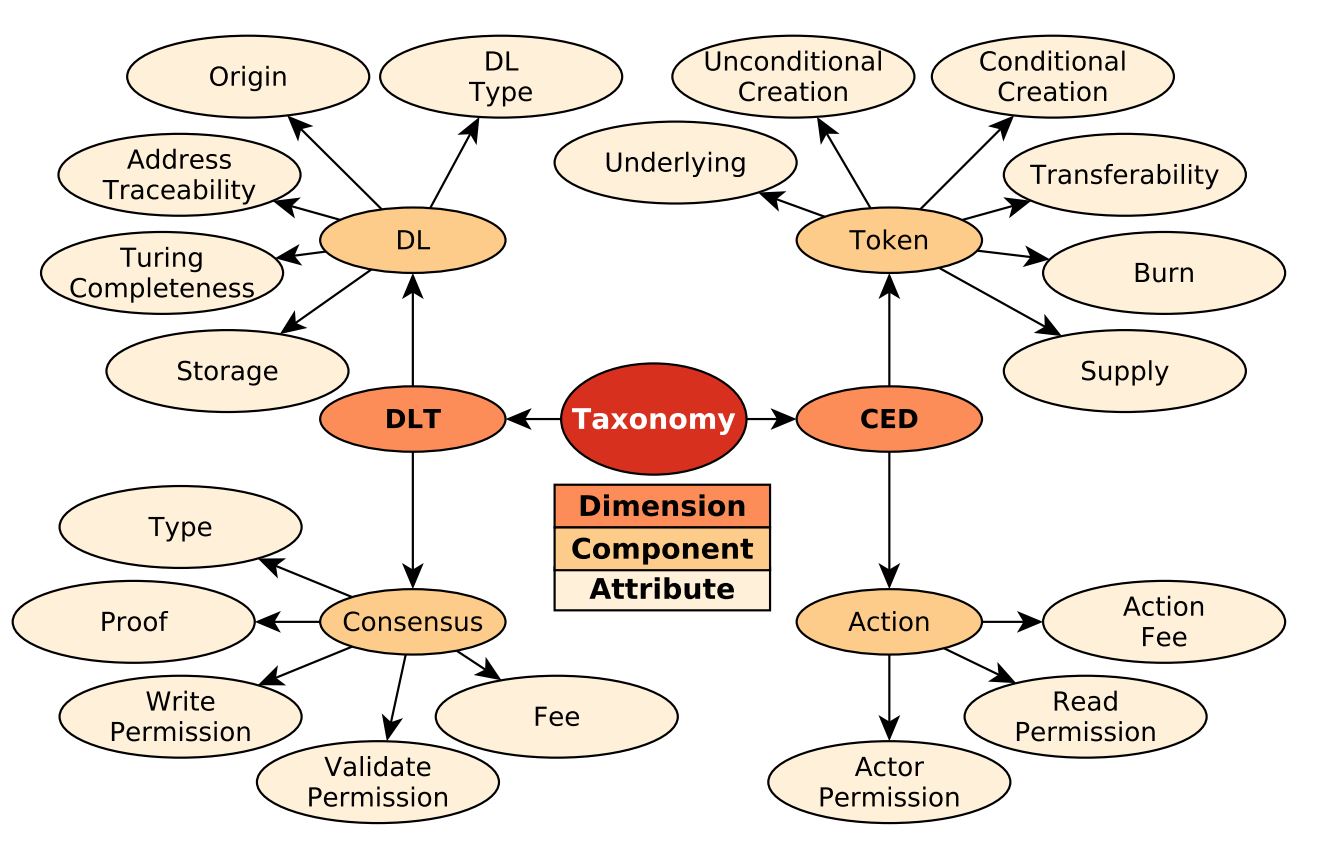 Origin
DL
Type
Unconditional
Creation
Conditional
Creation
Address
Traceability
Underlying
Transferability
DL
Token
Turing
Completeness
Burn
Storage
Supply
DLT
Taxonomy
CED
Dimension
Component
Attribute
Type
Proof
Consensus
Action
Action
Fee
Write
Permission
Fee
Read
Permission
Validate
Permission
Actor
Permission